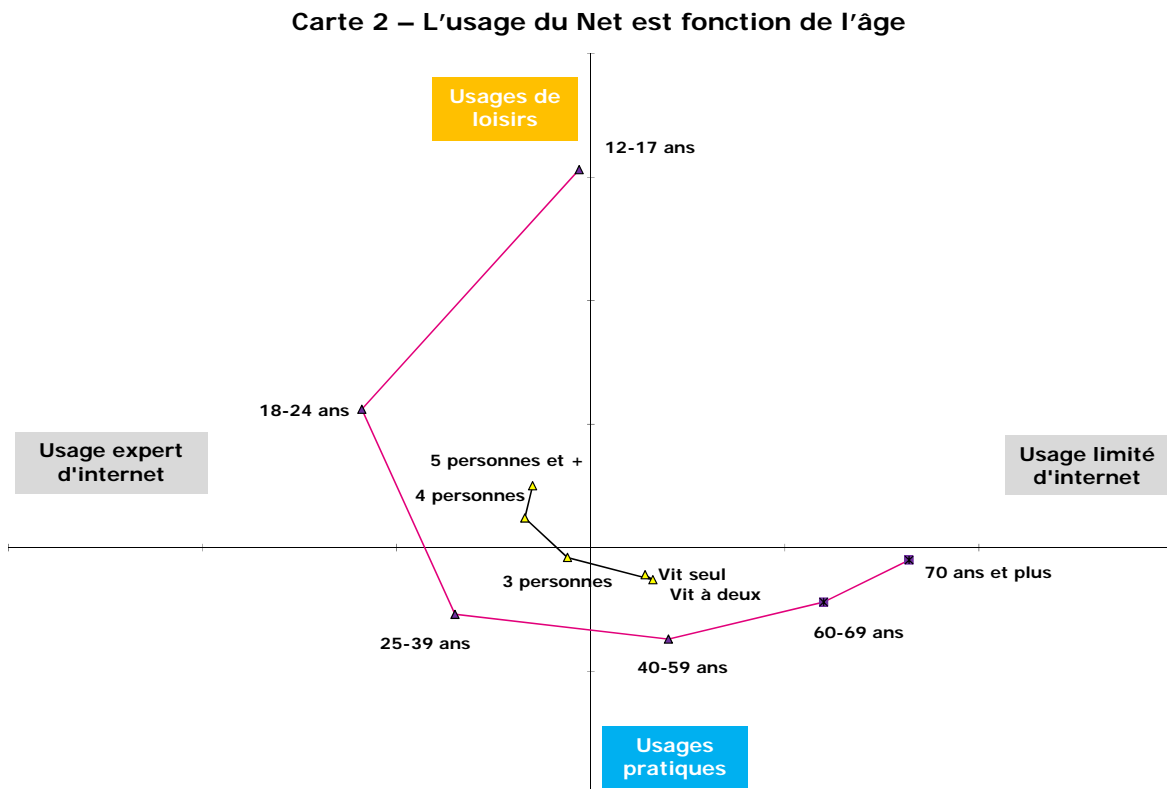 Carte 2 – L'usage du Net est fonction de l'âge
Usages de
loisirs
12-17 ans
18-24 ans
Usage expert
d'internet
5 personnes et +
4 personnes
Usage limité
d'internet
3 personnes
Vit seul
Vit à deux
70 ans et plus
60-69 ans
25-39 ans
40-59 ans
Usages
pratiques